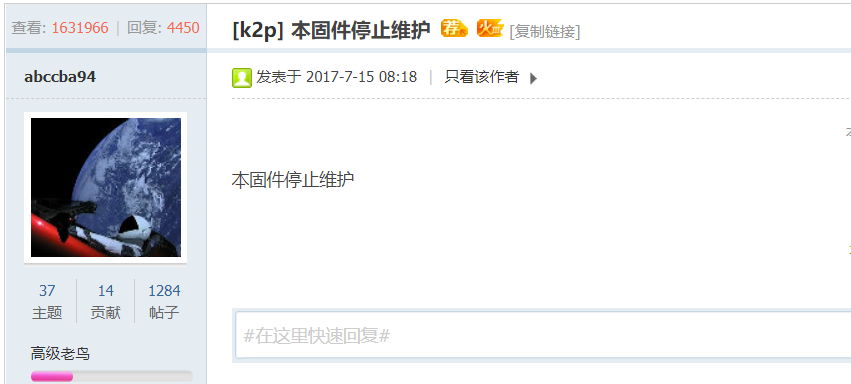 查看: 1631966 | 回复: 4450
[k2p] 本固件停止维护 荐 火 [复制链接]
abccba94
发表于 2017-7-15 08:18 | 只看该作者
本固件停止维护
37 14 1284
主题 贡献 帖子
#在这里快速回复#
高级老鸟